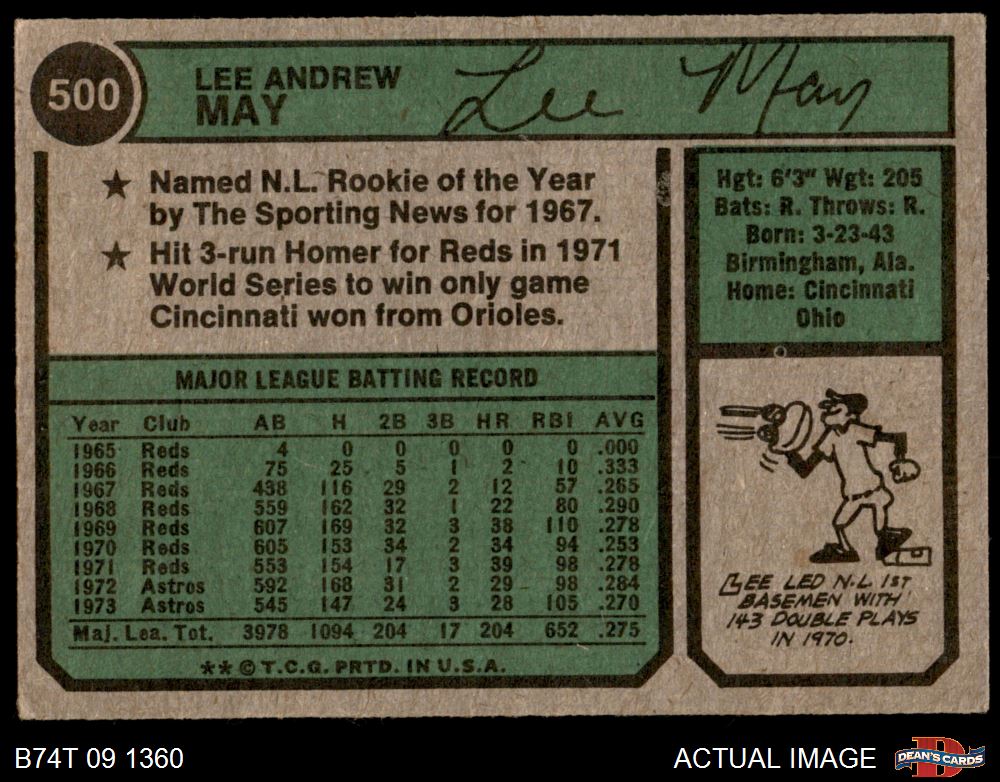 500
LEE ANDREW
MAY
Lee May
★ Named N.L. Rookie of the Year
by The Sporting News for 1967.
★ Hit 3-run Homer for Reds in 1971
World Series to win only game
Cincinnati won from Orioles.
Hgt: 6'3" Wgt: 205
Bats: R. Throws: R.
Born: 3-23-43
Birmingham, Ala.
Home: Cincinnati
Ohio
MAJOR LEAGUE BATTING RECORD
Year Club AB H 2B 3B HR RBI AVG
1965 Reds 4 0 0 0 0 0 .000
1966 Reds 75 25 5 1 2 10 .333
1967 Reds 438 116 29 2 12 57 .265
1968 Reds 559 162 32 1 22 80 .290
1969 Reds 607 169 32 3 38 110 .278
1970 Reds 605 153 34 2 34 94 .253
1971 Reds 553 154 17 3 39 98 .278
1972 Astros 592 168 31 2 29 98 .284
1973 Astros 545 147 24 3 28 105 .270
Maj. Lea. Tot. 3978 1094 204 17 204 652 .275
**©T.C.G. PRTD. IN U.S.A.
LEE LED N.L. 1ST
BASEMEN WITH
143 DOUBLE PLAYS
IN 1970.
B74T 09 1360
ACTUAL IMAGE
D
DEAN'S CARDS